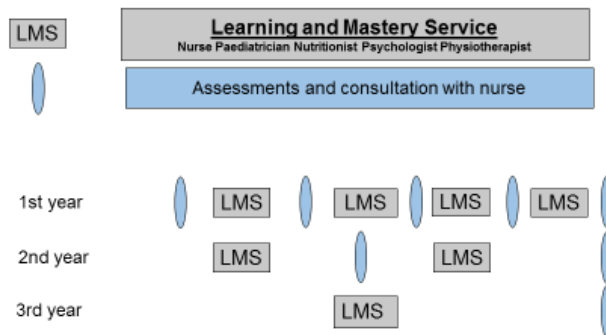 LMS
Learning and Mastery Service
Nurse Paediatrician Nutritionist Psychologist Physiotherapist
Assessments and consultation with nurse
1st year LMS LMS LMS LMS
2nd year LMS LMS
3rd year LMS